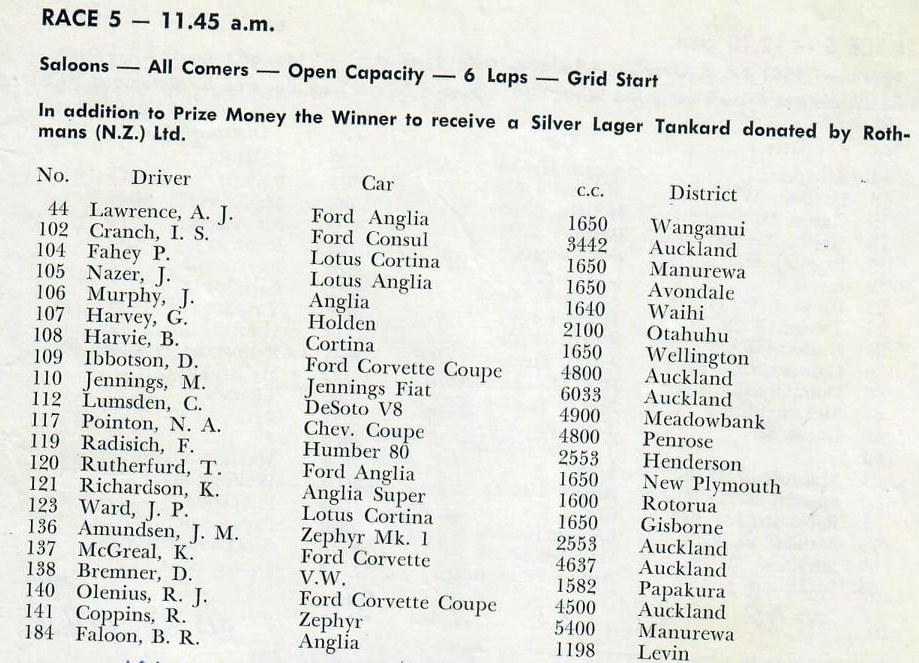 RACE 5 — 11.45 a.m.
Saloons — All Comers — Open Capacity — 6 Laps — Grid Start
In addition to Prize Money the Winner to receive a Silver Lager Tankard donated by Roth-
mans (N.Z.) Ltd.
No. Driver Car c.c. District
44 Lawrence, A. J. Ford Anglia 1650 Wanganui
102 Cranch, I. S. Ford Consul 3442 Auckland
104 Fahey P. Lotus Cortina 1650 Manurewa
105 Nazer, J. Lotus Anglia 1650 Avondale
106 Murphy, J. Anglia 1640 Waihi
107 Harvey, G. Holden 2100 Otahuhu
108 Harvie, B. Cortina 1650 Wellington
109 Ibbotson, D. Ford Corvette Coupe 4800 Auckland
110 Jennings, M. Jennings Fiat 6033 Auckland
112 Lumsden, C. DeSoto V8 4900 Meadowbank
117 Pointon, N. A. Chev. Coupe 4800 Penrose
119 Radisich, F. Humber 80 2553 Henderson
120 Rutherfurd, T. Ford Anglia 1650 New Plymouth
121 Richardson, K. Anglia Super 1600 Rotorua
123 Ward, J. P. Lotus Cortina 1650 Gisborne
136 Amundsen, J. M. Zephyr Mk. 1 2553 Auckland
137 McGreal, K. Ford Corvette 4637 Auckland
138 Bremner, D. V.W. 1582 Papakura
140 Olenius, R. J. Ford Corvette Coupe 4500 Auckland
141 Coppins, R. Zephyr 5400 Manurewa
184 Faloon, B. R. Anglia 1198 Levin